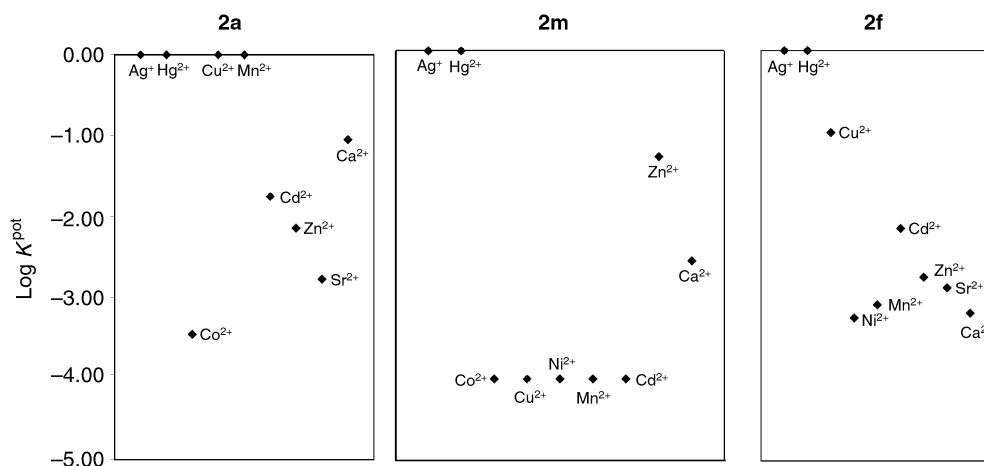 2a 2m 2f
0.00
Ag⁺ Hg²⁺ Cu²⁺ Mn²⁺
Ag⁺ Hg²⁺
Ag⁺ Hg²⁺
–1.00
Ca²⁺
Zn²⁺
Cu²⁺
Cd²⁺
Zn²⁺
–2.00
Cd²⁺
Sr²⁺
Ca²⁺
Zn²⁺
Sr²⁺
–3.00
Mn²⁺
Ni²⁺
Ca²
Co²⁺
Ni²⁺
–4.00
Co²⁺ Cd²⁺
Cu²⁺ Mn²⁺
–5.00
Log Kᵖᵒᵗ